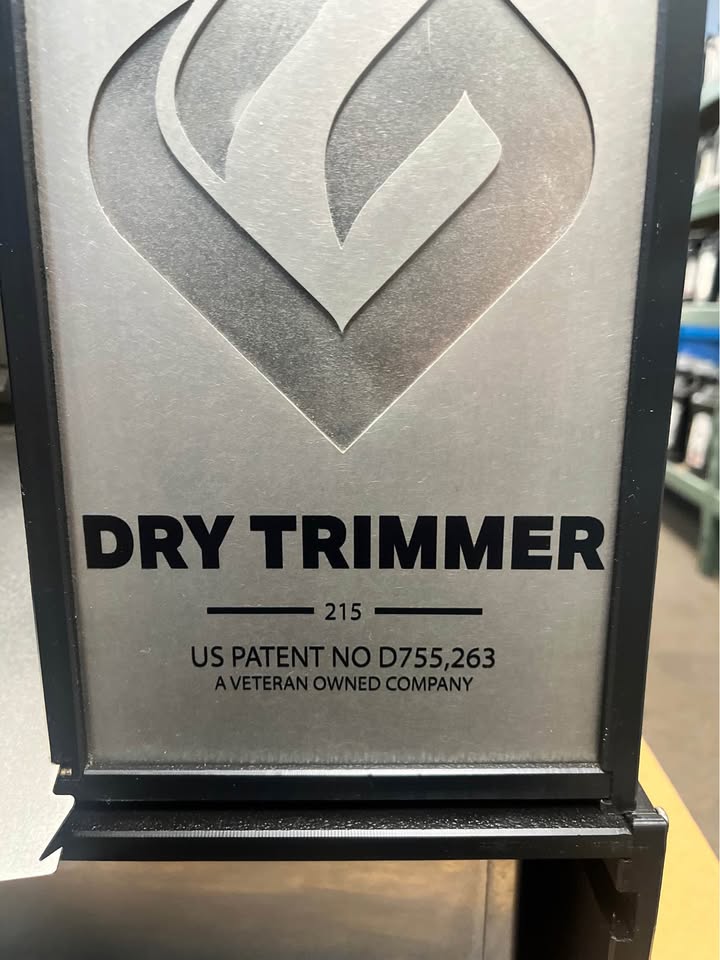 DRY TRIMMER
215
US PATENT NO D755,263
A VETERAN OWNED COMPANY